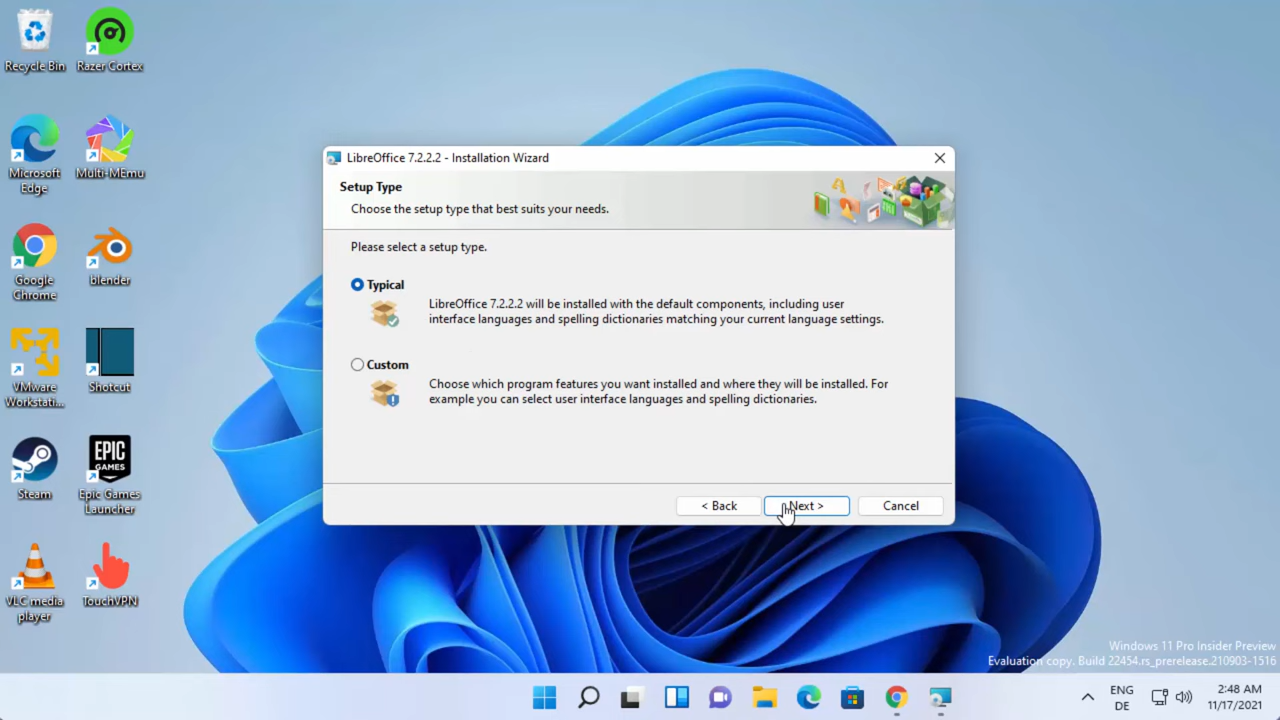 Recycle Bin
Razer Cortex
Microsoft
Edge
Multi-MEmu
Google
Chrome
blender
VMware
Workstati...
Shotcut
Steam
EPIC
GAMES
Epic Games
Launcher
VLC media
player
TouchVPN
LibreOffice 7.2.2.2 - Installation Wizard
Setup Type
Choose the setup type that best suits your needs.
Please select a setup type.
Typical
LibreOffice 7.2.2.2 will be installed with the default components, including user
interface languages and spelling dictionaries matching your current language settings.
Custom
Choose which program features you want installed and where they will be installed. For
example you can select user interface languages and spelling dictionaries.
< Back
Next >
Cancel
Windows 11 Pro Insider Preview
Evaluation copy. Build 22454.rs_prerelease.210903-1516
ENG
DE
2:48 AM
11/17/2021